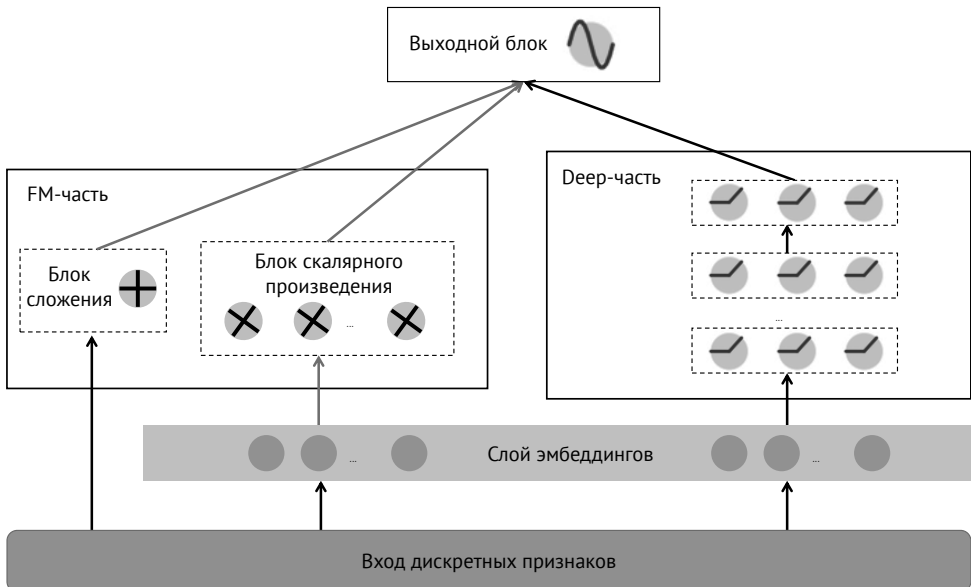 Выходной блок
FM-часть
Deep-часть
Блок
сложения
Блок скалярного
произведения
...
...
Слой эмбеддингов
...
...
Вход дискретных признаков